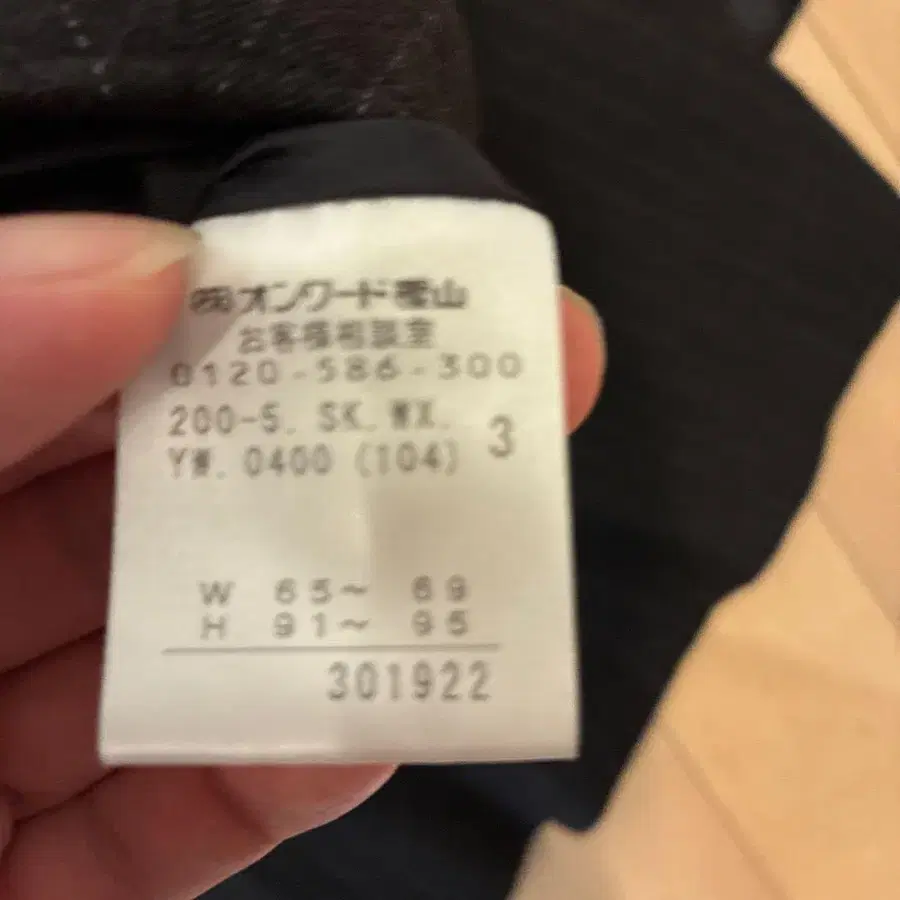 ㈱オンワード樫山
お客様相談室
0120-586-300
200-S. SK. WX. 3
YW. 0400 (104)
W 65~ 69
H 91~ 95
301922